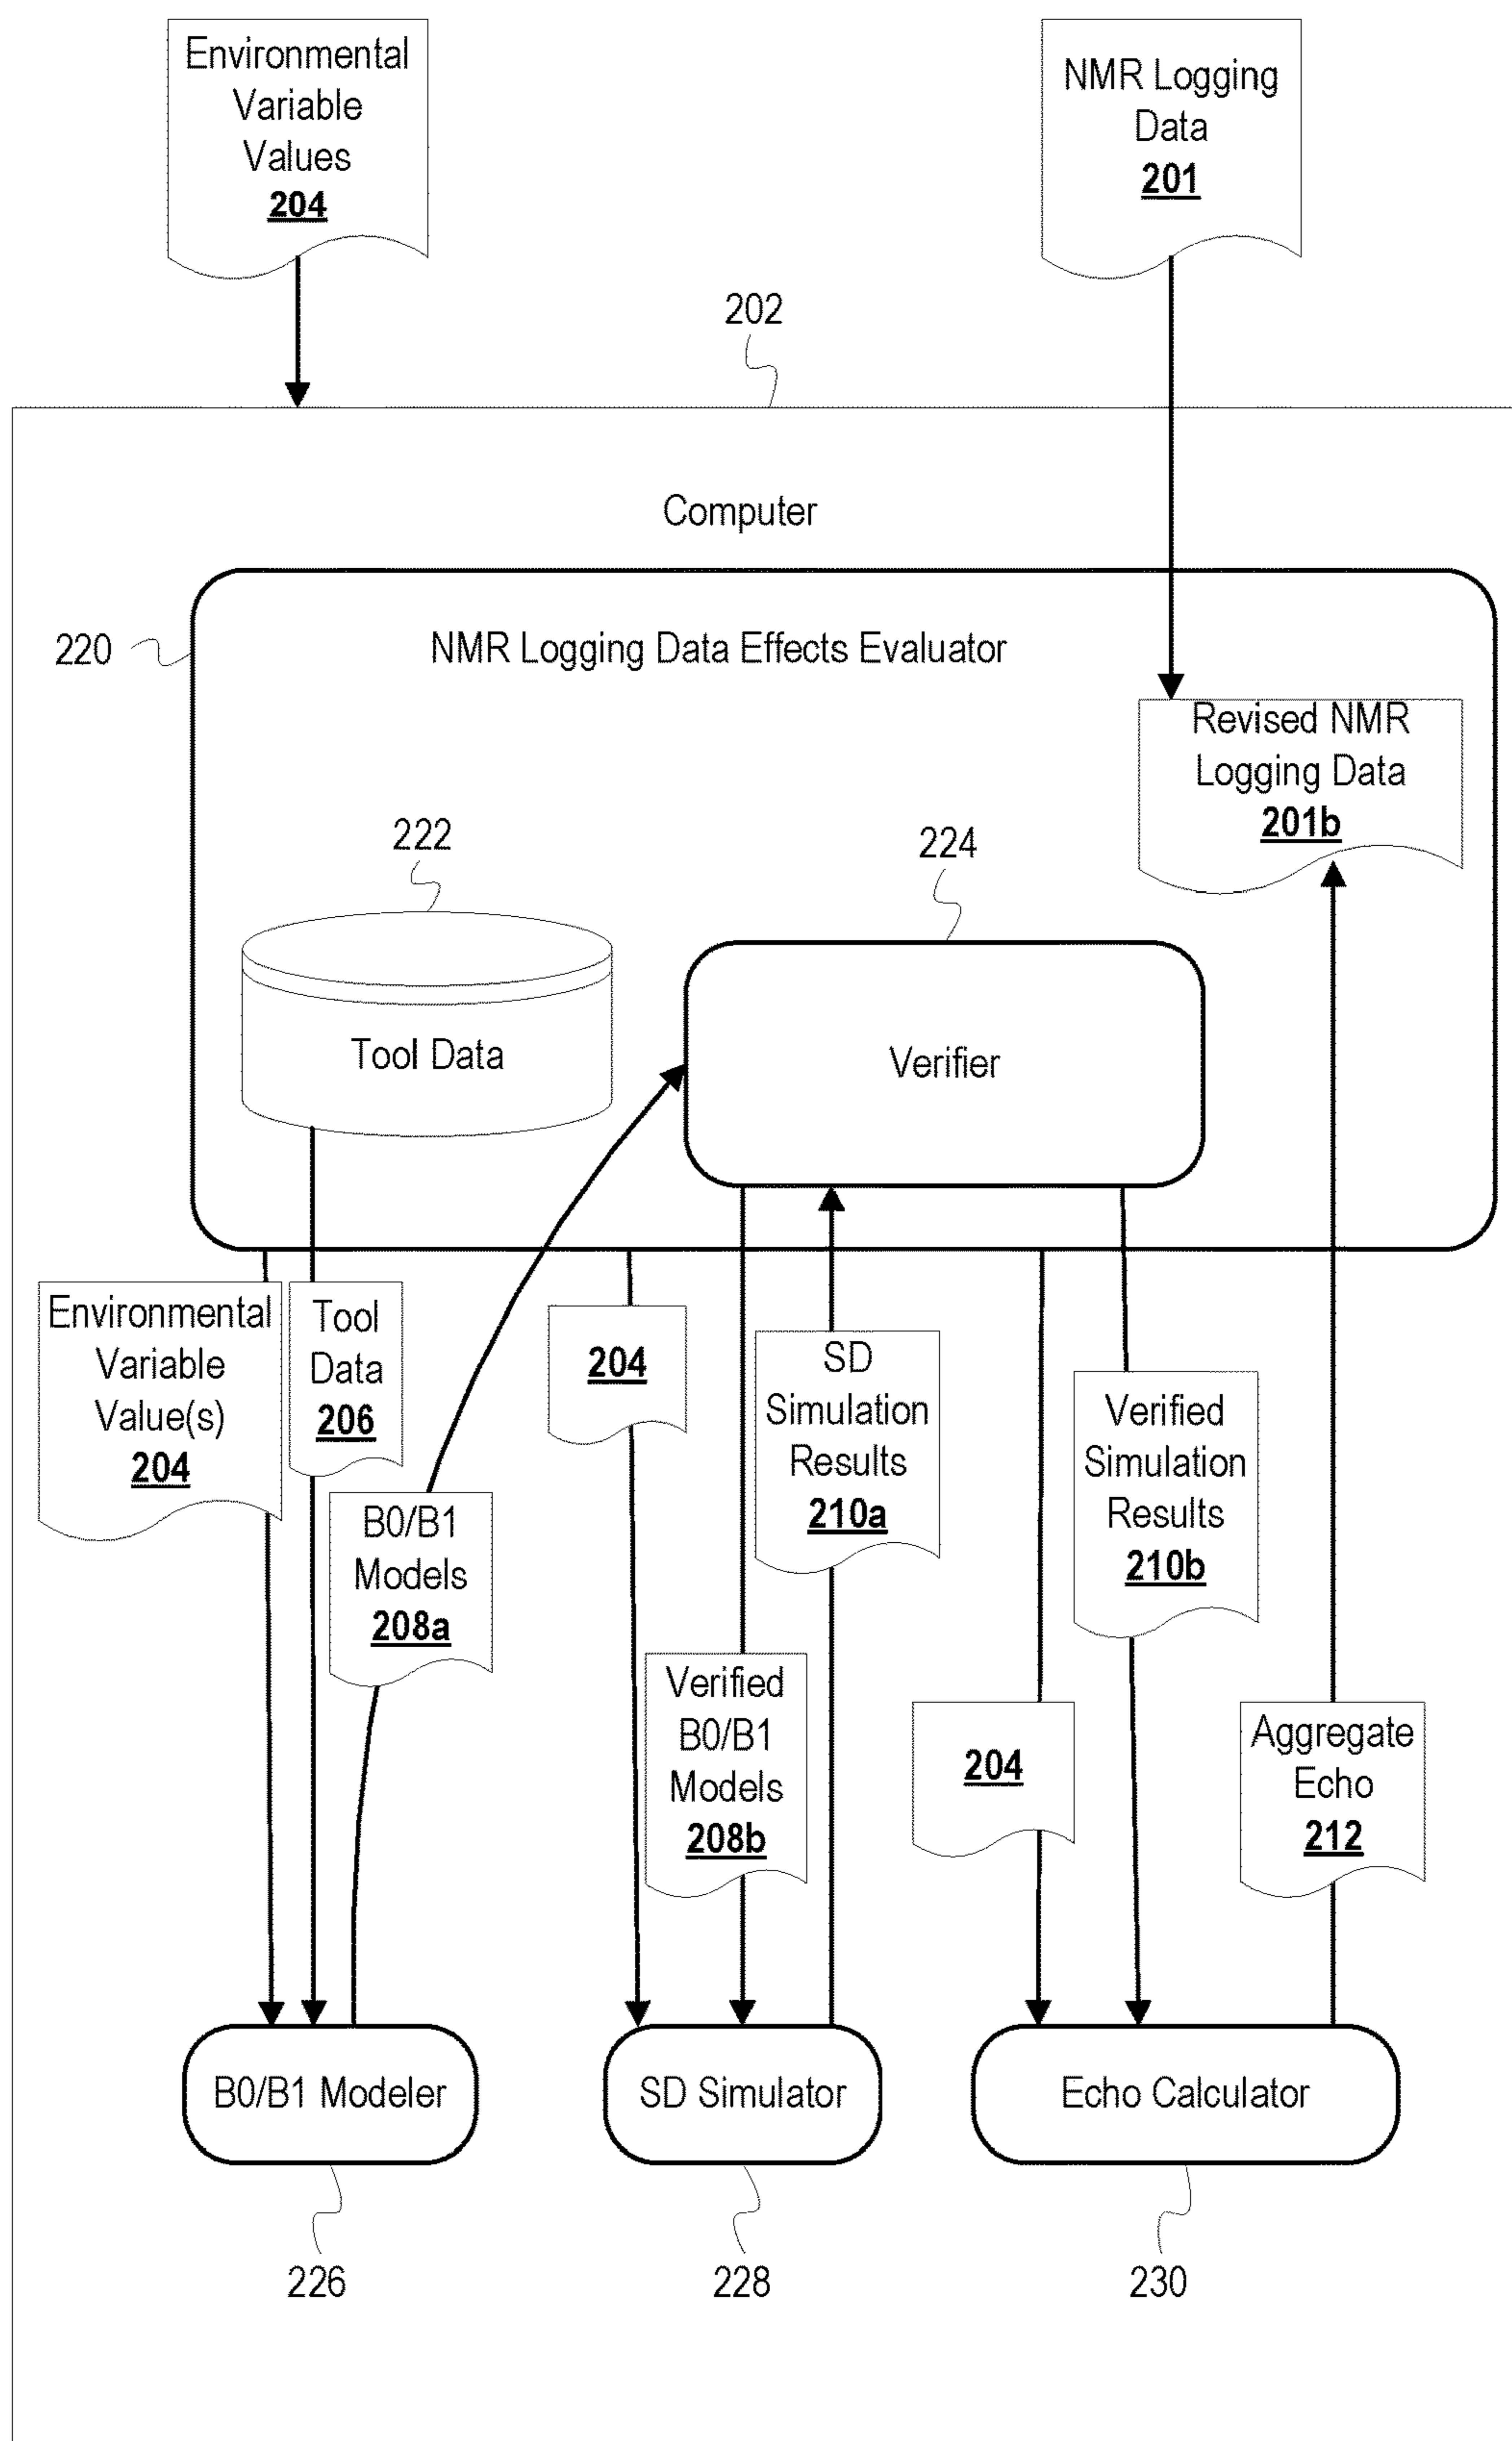 Environmental
Variable
Values
204
NMR Logging
Data
201
202
Computer
220
NMR Logging Data Effects Evaluator
Revised NMR
Logging Data
201b
222
224
Tool Data
Verifier
Environmental
Variable
Value(s)
204
Tool
Data
206
B0/B1
Models
208a
204
Verified
B0/B1
Models
208b
SD
Simulation
Results
210a
204
Verified
Simulation
Results
210b
Aggregate
Echo
212
B0/B1 Modeler
SD Simulator
Echo Calculator
226
228
230